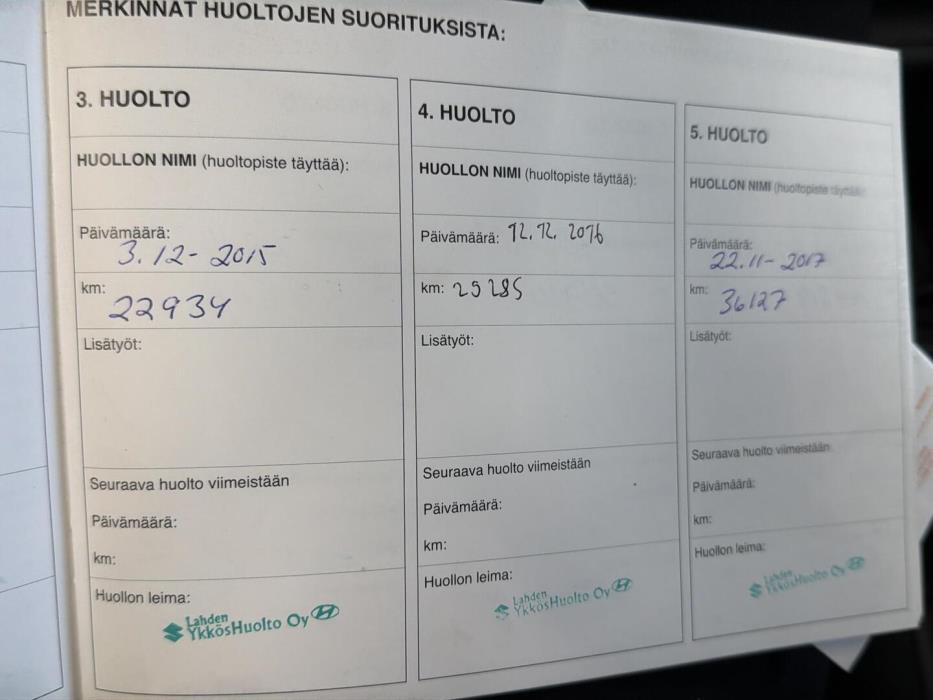 MERKINNÄT HUOLTOJEN SUORITUKSISTA:
3. HUOLTO
HUOLLON NIMI (huoltopiste täyttää):
Päivämäärä:
3.12-2015
km:
22934
Lisätyöt:
Seuraava huolto viimeistään
Päivämäärä:
km:
Huollon leima:
Lahden
YkkösHuolto Oy
4. HUOLTO
HUOLLON NIMI (huoltopiste täyttää):
Päivämäärä: 12.12.2016
km: 29285
Lisätyöt:
Seuraava huolto viimeistään
Päivämäärä:
km:
Huollon leima:
Lahden
YkkösHuolto Oy
5. HUOLTO
HUOLLON NIMI (huoltopiste täyttää):
Päivämäärä:
22.11-2017
km:
36127
Lisätyöt:
Seuraava huolto viimeistään
Päivämäärä:
km:
Huollon leima:
Lahden
YkkösHuolto Oy